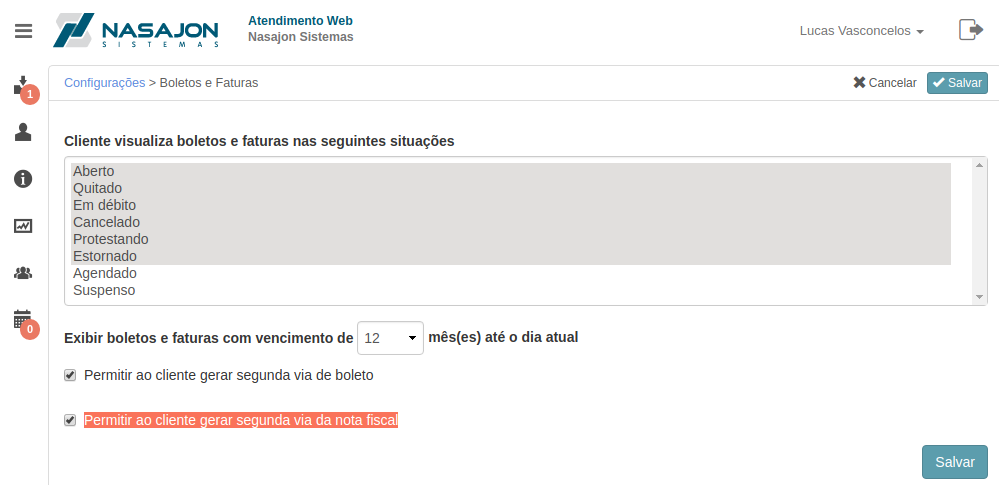 NASAJON
SISTEMAS
Atendimento Web
Nasajon Sistemas
Lucas Vasconcelos
1
Configurações > Boletos e Faturas
Cancelar
Salvar
Cliente visualiza boletos e faturas nas seguintes situações
Aberto
Quitado
Em débito
Cancelado
Protestando
Estornado
Agendado
Suspenso
0
Exibir boletos e faturas com vencimento de 12 mês(es) até o dia atual
Permitir ao cliente gerar segunda via de boleto
Permitir ao cliente gerar segunda via da nota fiscal
Salvar